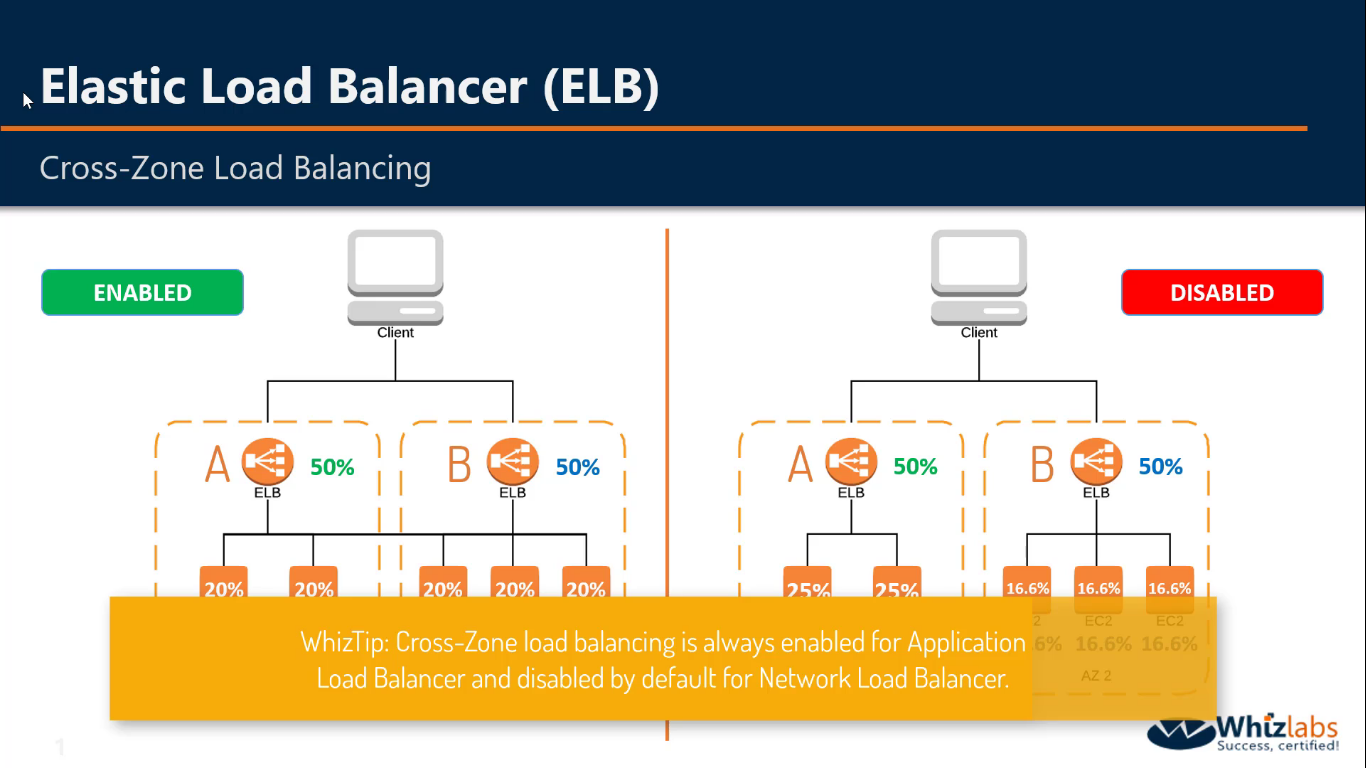 Elastic Load Balancer (ELB)
Cross-Zone Load Balancing
ENABLED
Client
A
ELB
50%
B
ELB
50%
20%
20%
20%
20%
20%
DISABLED
Client
A
ELB
50%
B
ELB
50%
25%
25%
16.6%
16.6%
16.6%
EC2
EC2
16.6%
16.6%
AZ 2
WhizTip: Cross-Zone load balancing is always enabled for Application
Load Balancer and disabled by default for Network Load Balancer.
1
Whizlabs
Success, certified!